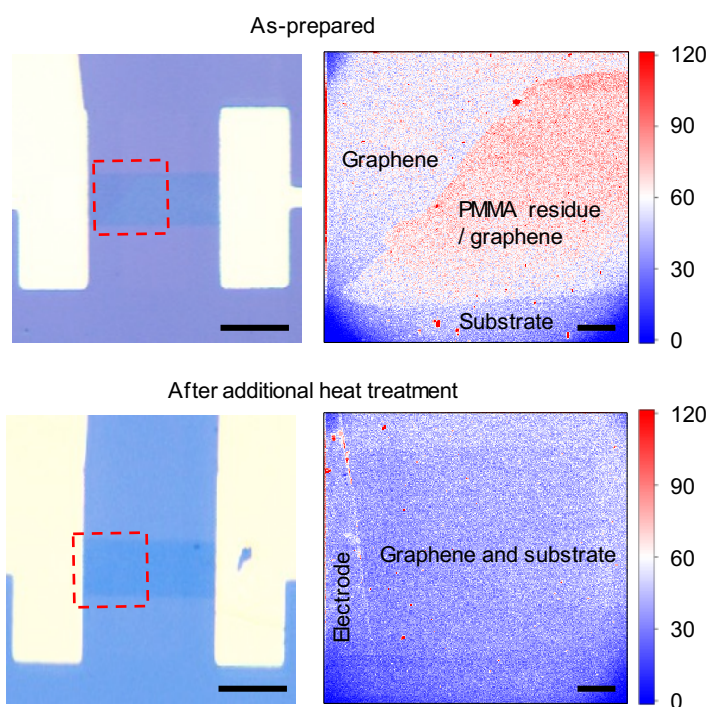 As-prepared
Graphene
PMMA residue
/ graphene
Substrate
120
90
60
30
0
After additional heat treatment
Electrode
Graphene and substrate
120
90
60
30
0